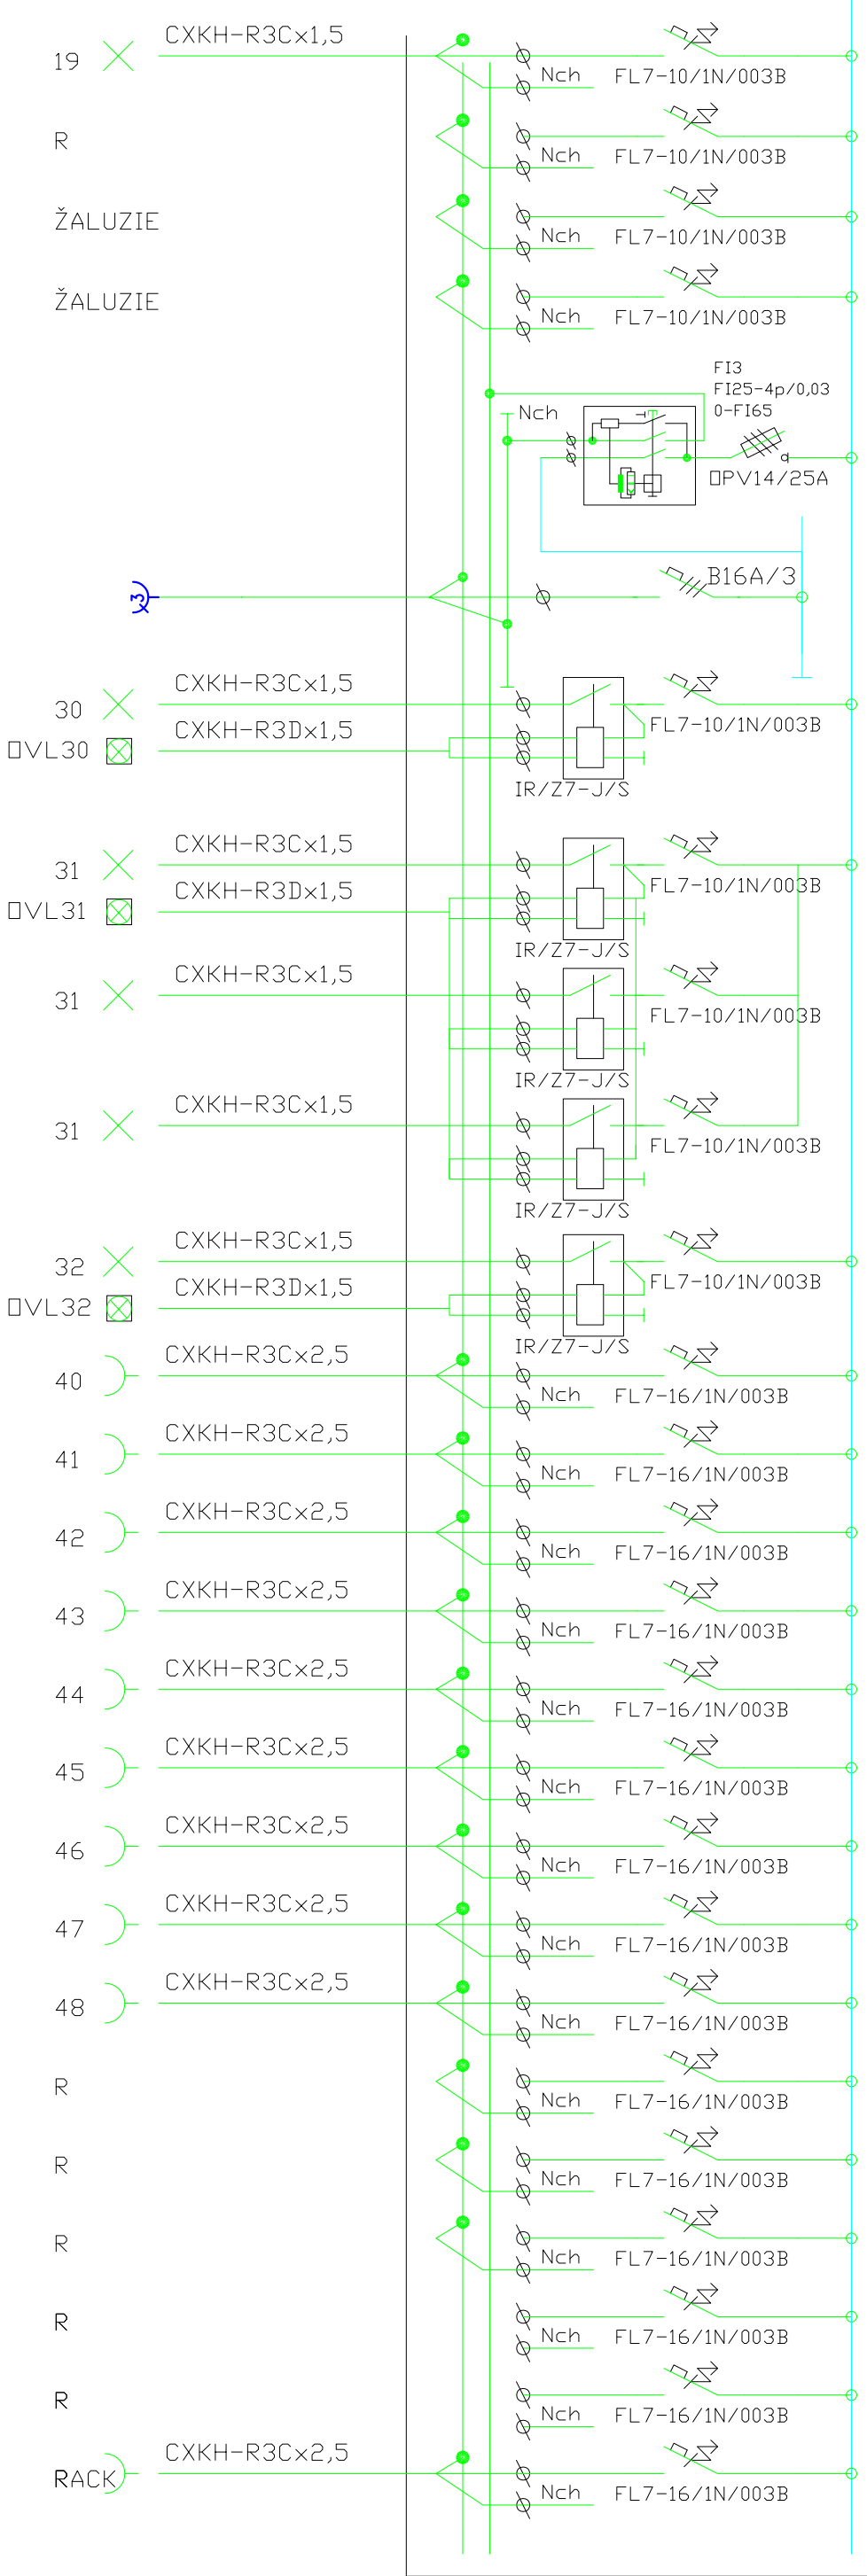 CXKH-R3Cx1,5
19
Nch FL7-10/1N/003B
R
Nch FL7-10/1N/003B
ŽALUZIE
Nch FL7-10/1N/003B
ŽALUZIE
Nch FL7-10/1N/003B
FI3
FI25-4p/0,03
0-FI65
Nch
□PV14/25A
B16A/3
3
CXKH-R3Cx1,5
30
FL7-10/1N/003B
CXKH-R3Dx1,5
□VL30
IR/Z7-J/S
CXKH-R3Cx1,5
31
FL7-10/1N/003B
CXKH-R3Dx1,5
□VL31
IR/Z7-J/S
CXKH-R3Cx1,5
31
FL7-10/1N/003B
IR/Z7-J/S
CXKH-R3Cx1,5
31
FL7-10/1N/003B
IR/Z7-J/S
CXKH-R3Cx1,5
32
FL7-10/1N/003B
CXKH-R3Dx1,5
□VL32
IR/Z7-J/S
CXKH-R3Cx2,5
40
Nch FL7-16/1N/003B
CXKH-R3Cx2,5
41
Nch FL7-16/1N/003B
CXKH-R3Cx2,5
42
Nch FL7-16/1N/003B
CXKH-R3Cx2,5
43
Nch FL7-16/1N/003B
CXKH-R3Cx2,5
44
Nch FL7-16/1N/003B
CXKH-R3Cx2,5
45
Nch FL7-16/1N/003B
CXKH-R3Cx2,5
46
Nch FL7-16/1N/003B
CXKH-R3Cx2,5
47
Nch FL7-16/1N/003B
CXKH-R3Cx2,5
48
Nch FL7-16/1N/003B
R
Nch FL7-16/1N/003B
R
Nch FL7-16/1N/003B
R
Nch FL7-16/1N/003B
R
Nch FL7-16/1N/003B
R
Nch FL7-16/1N/003B
CXKH-R3Cx2,5
RACK
Nch FL7-16/1N/003B